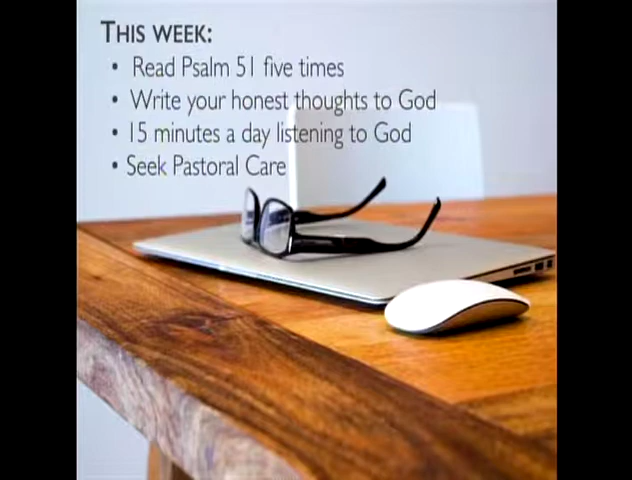 THIS WEEK:
• Read Psalm 51 five times
• Write your honest thoughts to God
• 15 minutes a day listening to God
• Seek Pastoral Care